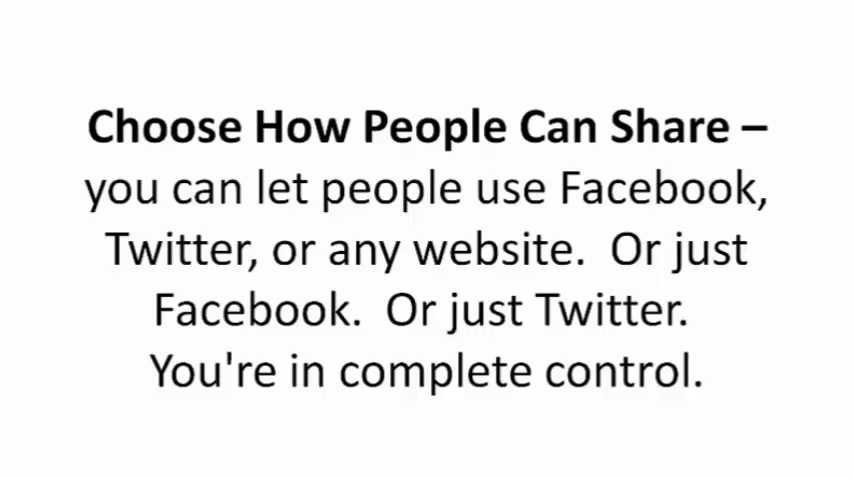 Choose How People Can Share –
you can let people use Facebook,
Twitter, or any website.  Or just
Facebook.  Or just Twitter.
You're in complete control.